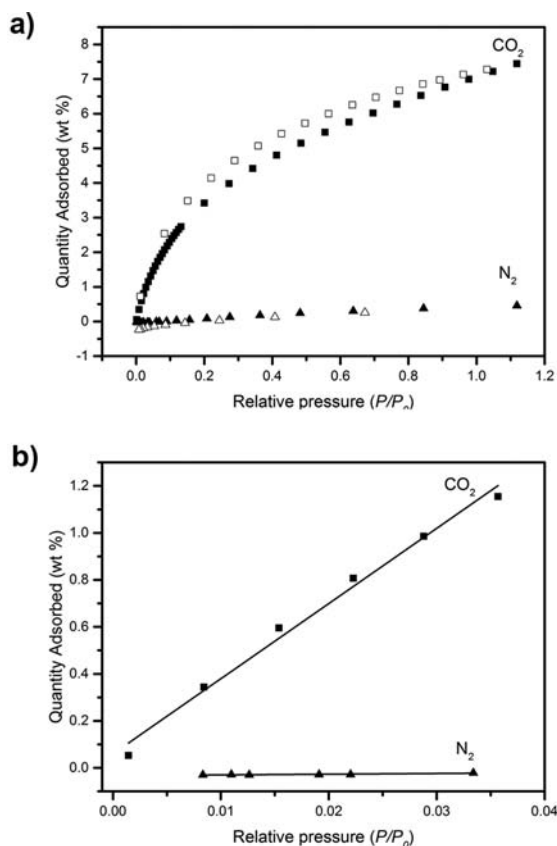 a)
8
7
6
5
4
3
2
1
0
-1
Quantity Adsorbed (wt %)
CO₂
N₂
0.0 0.2 0.4 0.6 0.8 1.0 1.2
Relative pressure (P/P₀)
b)
1.2
1.0
0.8
0.6
0.4
0.2
0.0
Quantity Adsorbed (wt %)
CO₂
N₂
0.00 0.01 0.02 0.03 0.04
Relative pressure (P/P₀)